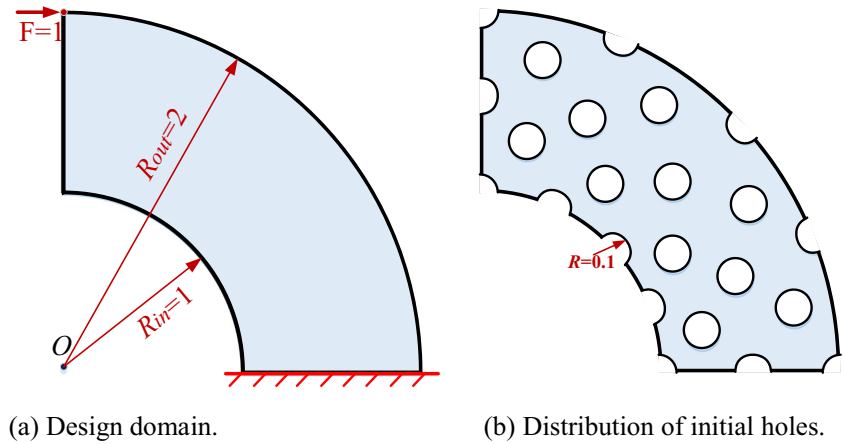 F=1
Rout=2
Rin=1
O
R=0.1
(a) Design domain.
(b) Distribution of initial holes.